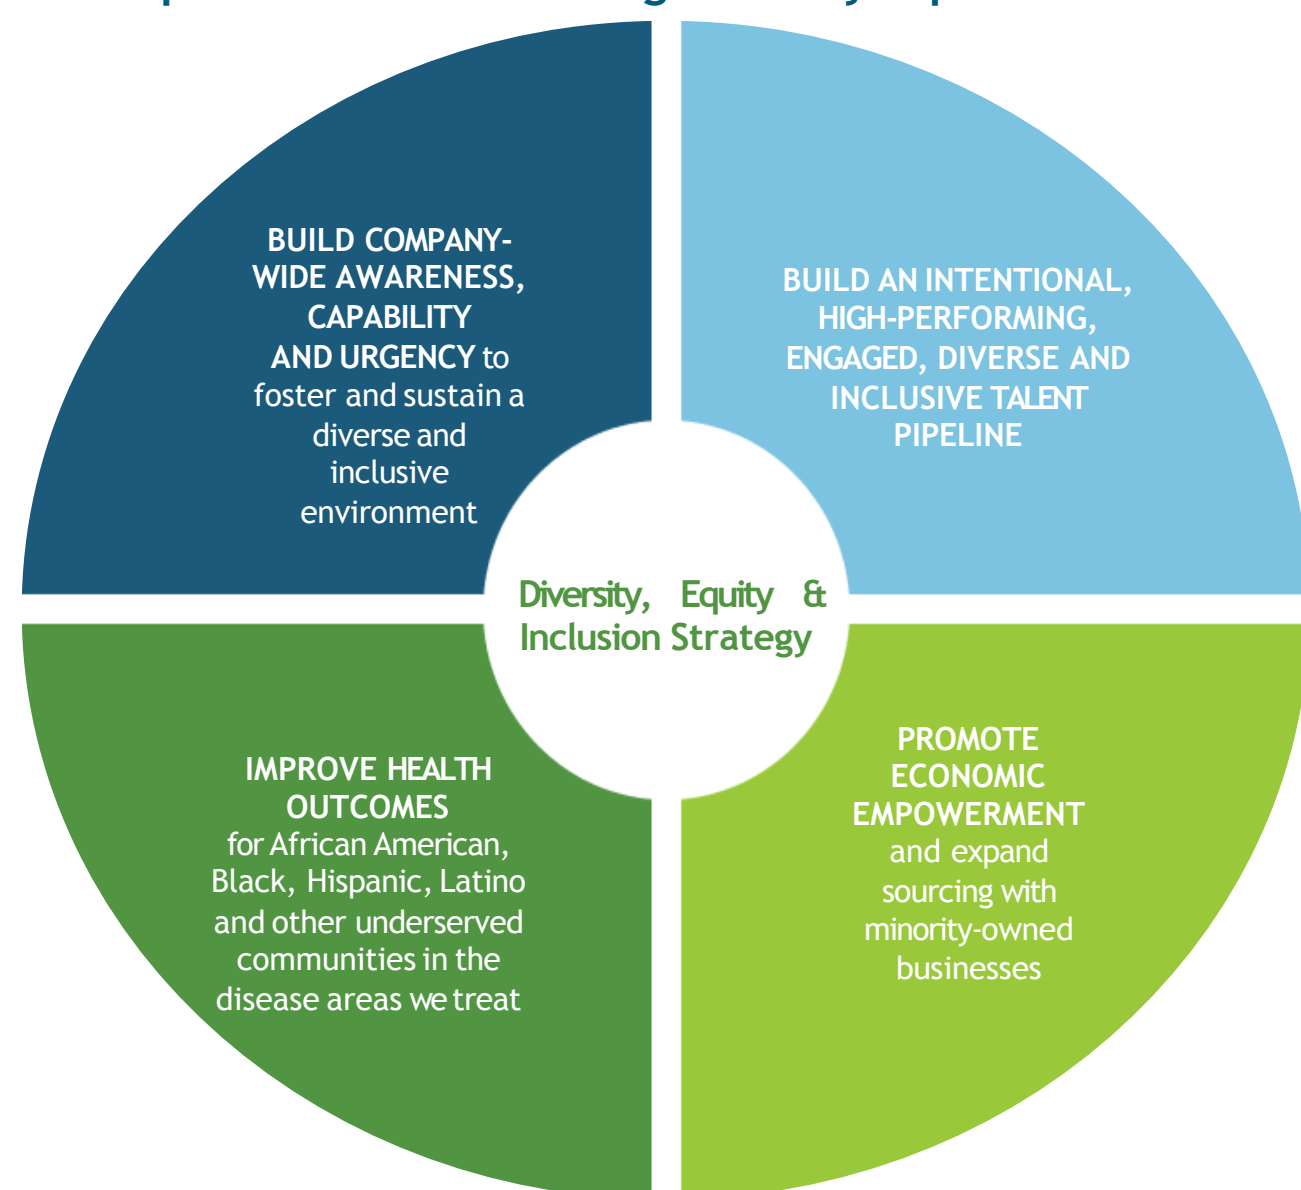 BUILD COMPANY-
WIDE AWARENESS,
CAPABILITY
AND URGENCY to
foster and sustain a
diverse and
inclusive
environment
BUILD AN INTENTIONAL,
HIGH-PERFORMING,
ENGAGED, DIVERSE AND
INCLUSIVE TALENT
PIPELINE
Diversity, Equity &
Inclusion Strategy
IMPROVE HEALTH
OUTCOMES
for African American,
Black, Hispanic, Latino
and other underserved
communities in the
disease areas we treat
PROMOTE
ECONOMIC
EMPOWERMENT
and expand
sourcing with
minority-owned
businesses